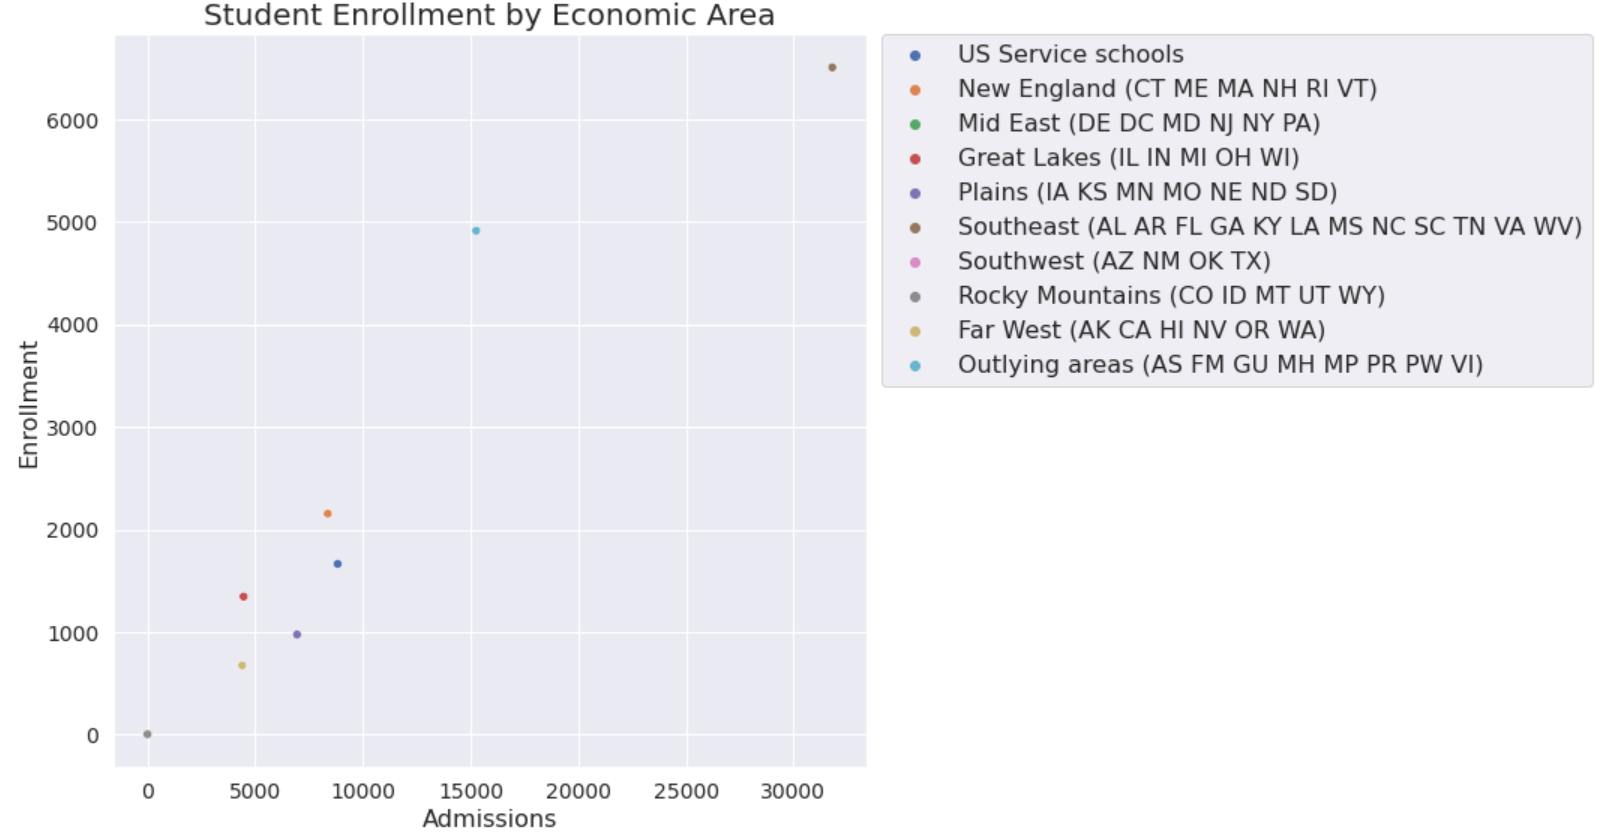 Student Enrollment by Economic Area
US Service schools
New England (CT ME MA NH RI VT)
Mid East (DE DC MD NJ NY PA)
Great Lakes (IL IN MI OH WI)
Plains (IA KS MN MO NE ND SD)
Southeast (AL AR FL GA KY LA MS NC SC TN VA WV)
Southwest (AZ NM OK TX)
Rocky Mountains (CO ID MT UT WY)
Far West (AK CA HI NV OR WA)
Outlying areas (AS FM GU MH MP PR PW VI)
Enrollment
6000
5000
4000
3000
2000
1000
0
0 5000 10000 15000 20000 25000 30000
Admissions